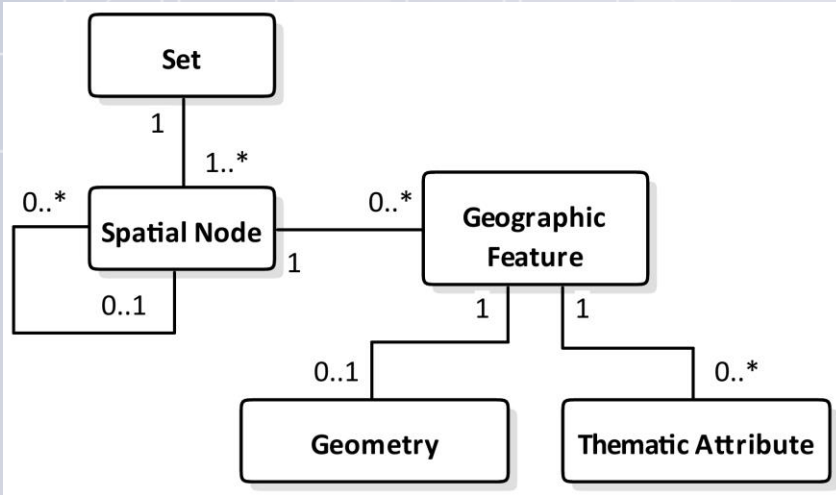 Set
1
1..*
0..*
0..*
Spatial Node
Geographic
Feature
1
0..1
1
1
0..1
0..*
Geometry
Thematic Attribute